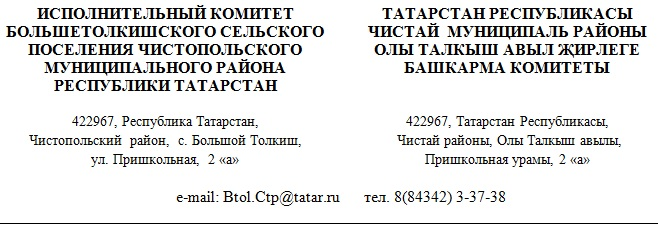 ИСПОЛНИТЕЛЬНЫЙ КОМИТЕТ
БОЛЬШЕТОЛКИШСКОГО СЕЛЬСКОГО
ПОСЕЛЕНИЯ ЧИСТОПОЛЬСКОГО
МУНИЦИПАЛЬНОГО РАЙОНА
РЕСПУБЛИКИ ТАТАРСТАН
422967, Республика Татарстан,
Чистопольский район, с. Большой Толкиш,
ул. Пришкольная, 2 «а»
ТАТАРСТАН РЕСПУБЛИКАСЫ
ЧИСТАЙ МУНИЦИПАЛЬ РАЙОНЫ
ОЛЫ ТАЛКЫШ АВЫЛ ҖИРЛЕГЕ
БАШКАРМА КОМИТЕТЫ
422967, Татарстан Республикасы,
Чистай районы, Олы Талкыш авылы,
Пришкольная урамы, 2 «а»
e-mail: Btol.Ctp@tatar.ru тел. 8(84342) 3-37-38